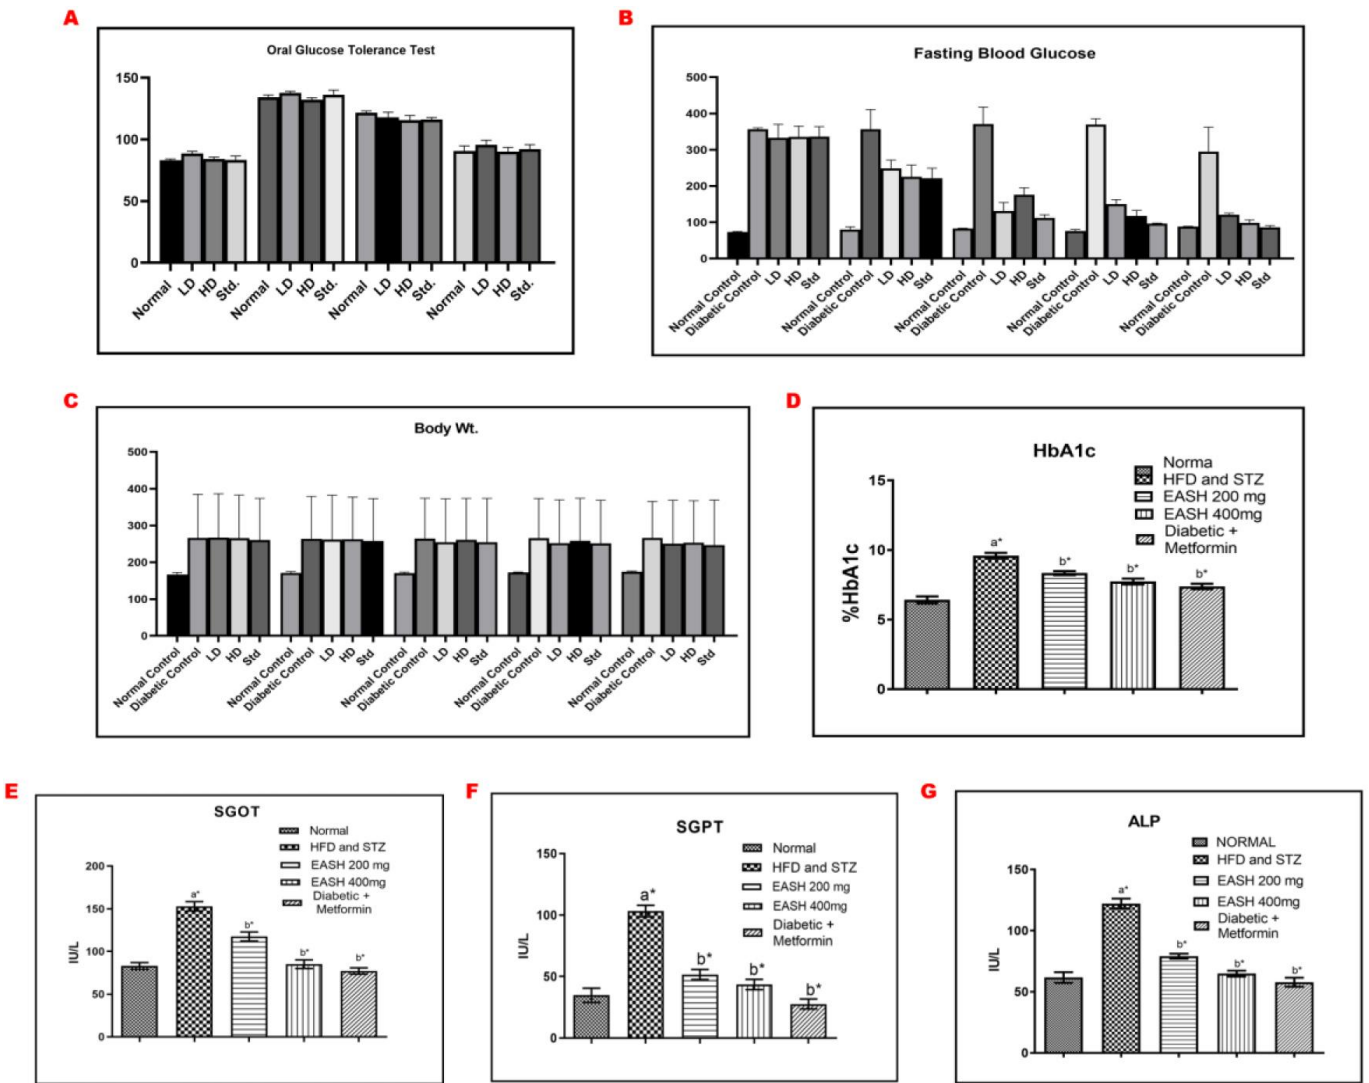 A
Oral Glucose Tolerance Test
150
100
50
0
Normal
LD
HD
Std.
Normal
LD
HD
Std.
Normal
LD
HD
Std.
Normal
LD
HD
Std.
B
Fasting Blood Glucose
500
400
300
200
100
0
Normal Control
Diabetic Control
LD
HD
Std
Normal Control
Diabetic Control
LD
HD
Std
Normal Control
Diabetic Control
LD
HD
Std
Normal Control
Diabetic Control
LD
HD
Std
Normal Control
Diabetic Control
LD
HD
Std
C
Body Wt.
500
400
300
200
100
0
Normal Control
Diabetic Control
LD
HD
Std
Normal Control
Diabetic Control
LD
HD
Std
Normal Control
Diabetic Control
LD
HD
Std
Normal Control
Diabetic Control
LD
HD
Std
Normal Control
Diabetic Control
LD
HD
Std
D
HbA1c
Norma
HFD and STZ
EASH 200 mg
EASH 400mg
Diabetic +
Metformin
%HbA1c
15
10
5
0
a*
b*
b*
b*
E
SGOT
Normal
HFD and STZ
EASH 200 mg
EASH 400mg
Diabetic +
Metformin
IU/L
200
150
100
50
0
a*
b*
b*
b*
F
SGPT
Normal
HFD and STZ
EASH 200 mg
EASH 400mg
Diabetic +
Metformin
IU/L
150
100
50
0
a*
b*
b*
b*
G
ALP
NORMAL
HFD and STZ
EASH 200 mg
EASH 400mg
Diabetic +
Metformin
IU/L
150
100
50
0
a*
b*
b*
b*